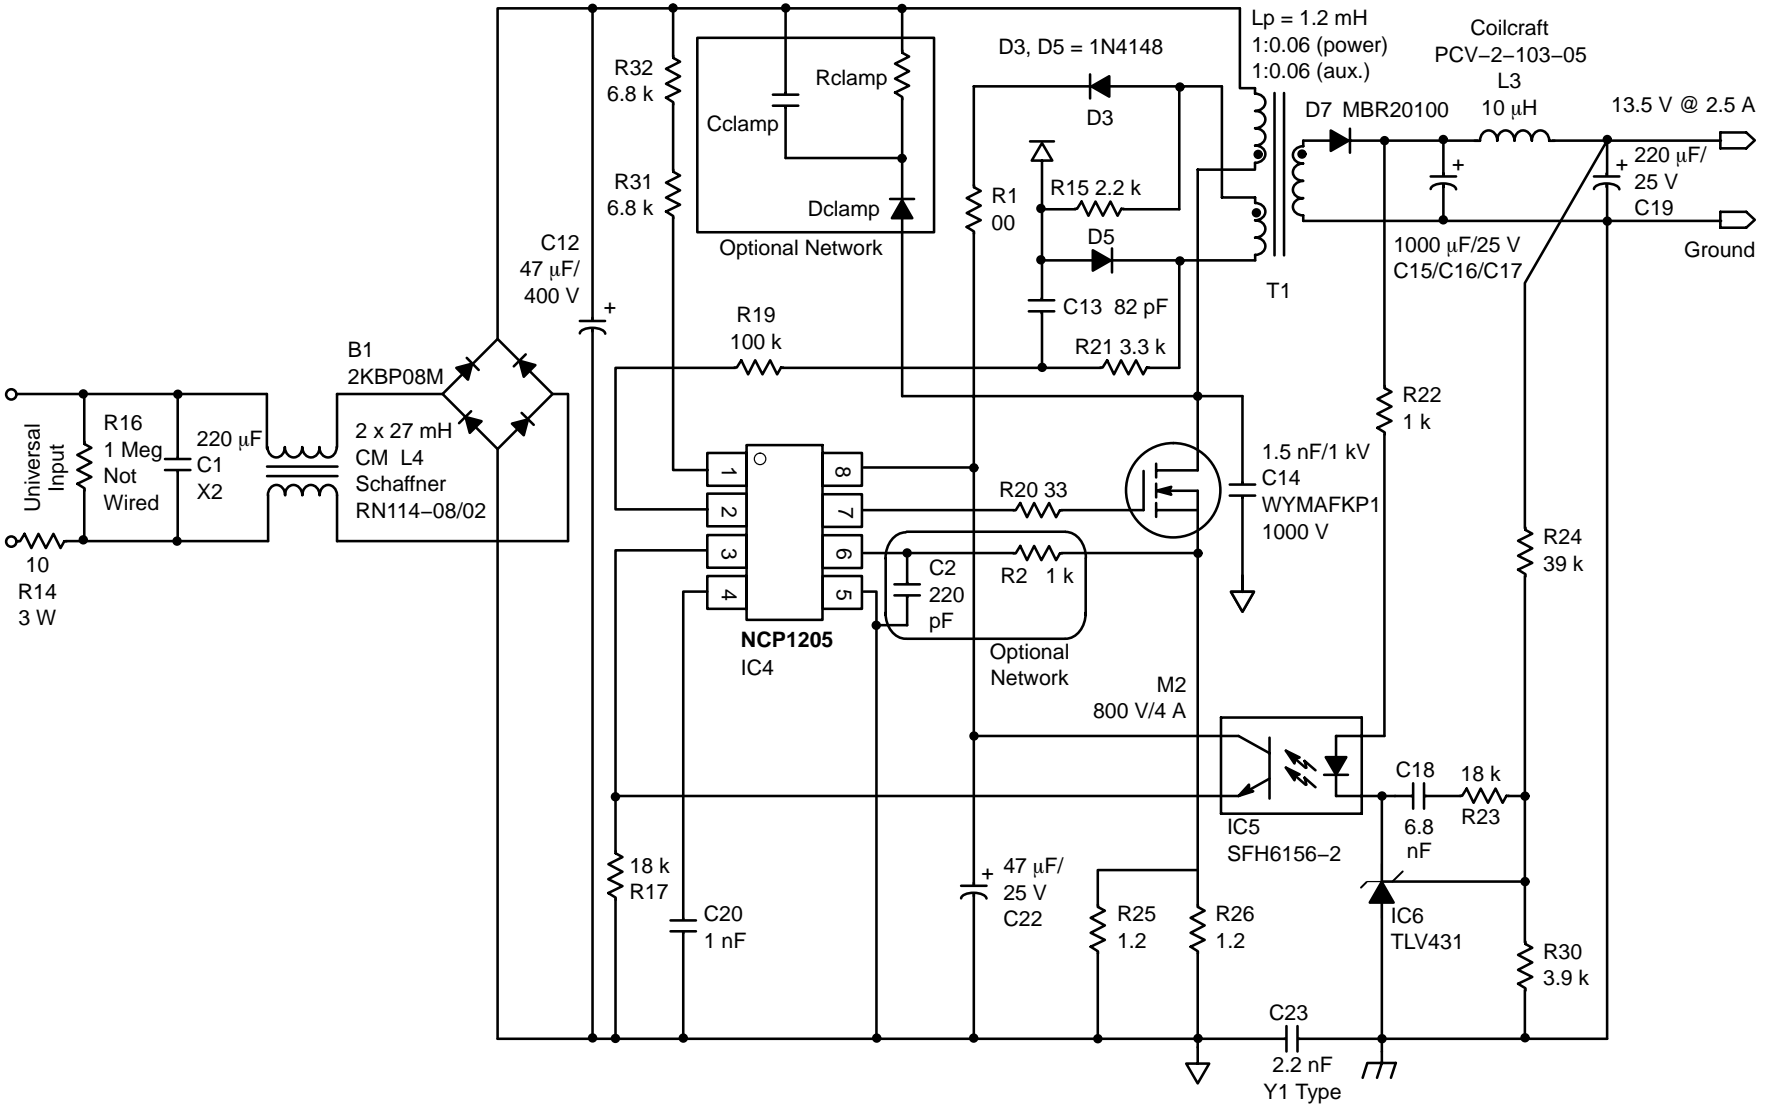 Lp = 1.2 mH
1:0.06 (power)
1:0.06 (aux.)
Coilcraft
PCV–2–103–05
L3
10 μH
D3, D5 = 1N4148
R32
6.8 k
Rclamp
Cclamp
D3
D7 MBR20100
13.5 V @ 2.5 A
R31
6.8 k
Dclamp
Optional Network
R1
00
R15 2.2 k
D5
220 μF/
25 V
C19
+
+
Ground
C12
47 μF/
400 V
+
1000 μF/25 V
C15/C16/C17
T1
C13 82 pF
R19
100 k
R21 3.3 k
B1
2KBP08M
R22
1 k
Universal
Input
R16
1 Meg
Not
Wired
220 μF
C1
X2
2 x 27 mH
CM L4
Schaffner
RN114–08/02
10
R14
3 W
1
2
3
4
8
7
6
5
NCP1205
IC4
R20 33
1.5 nF/1 kV
C14
WYMAFKP1
1000 V
C2
220
pF
R2 1 k
Optional
Network
R24
39 k
M2
800 V/4 A
IC5
SFH6156–2
C18
6.8
nF
18 k
R23
18 k
R17
C20
1 nF
+
47 μF/
25 V
C22
R25
1.2
R26
1.2
IC6
TLV431
R30
3.9 k
C23
2.2 nF
Y1 Type